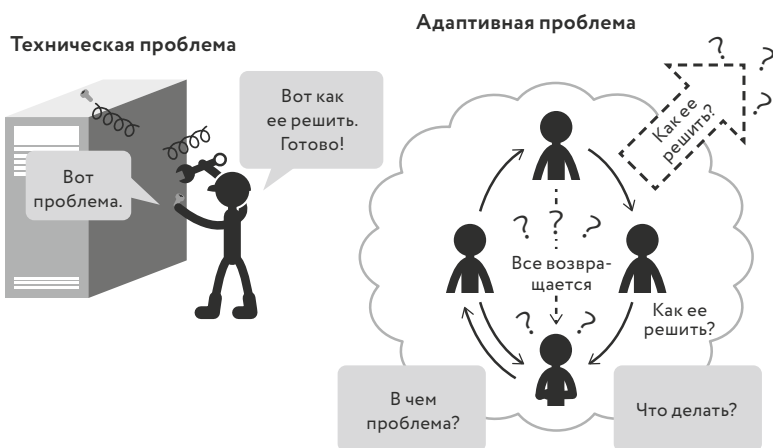 Техническая проблема
Вот
проблема.
Вот как
ее решить.
Готово!
Адаптивная проблема
? ? ?
Как ее
решить?
? ? ?
Все возвра-
щается
? ?
Как ее
решить?
В чем
проблема?
Что делать?